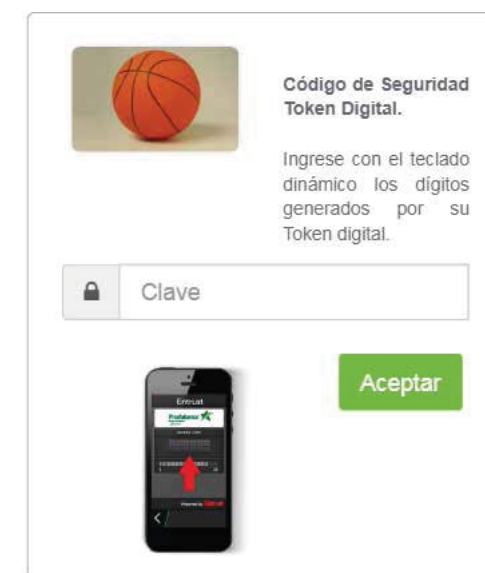 Código de Seguridad
Token Digital.
Ingrese con el teclado
dinámico los dígitos
generados por su
Token digital.
Clave
Aceptar
Entrust